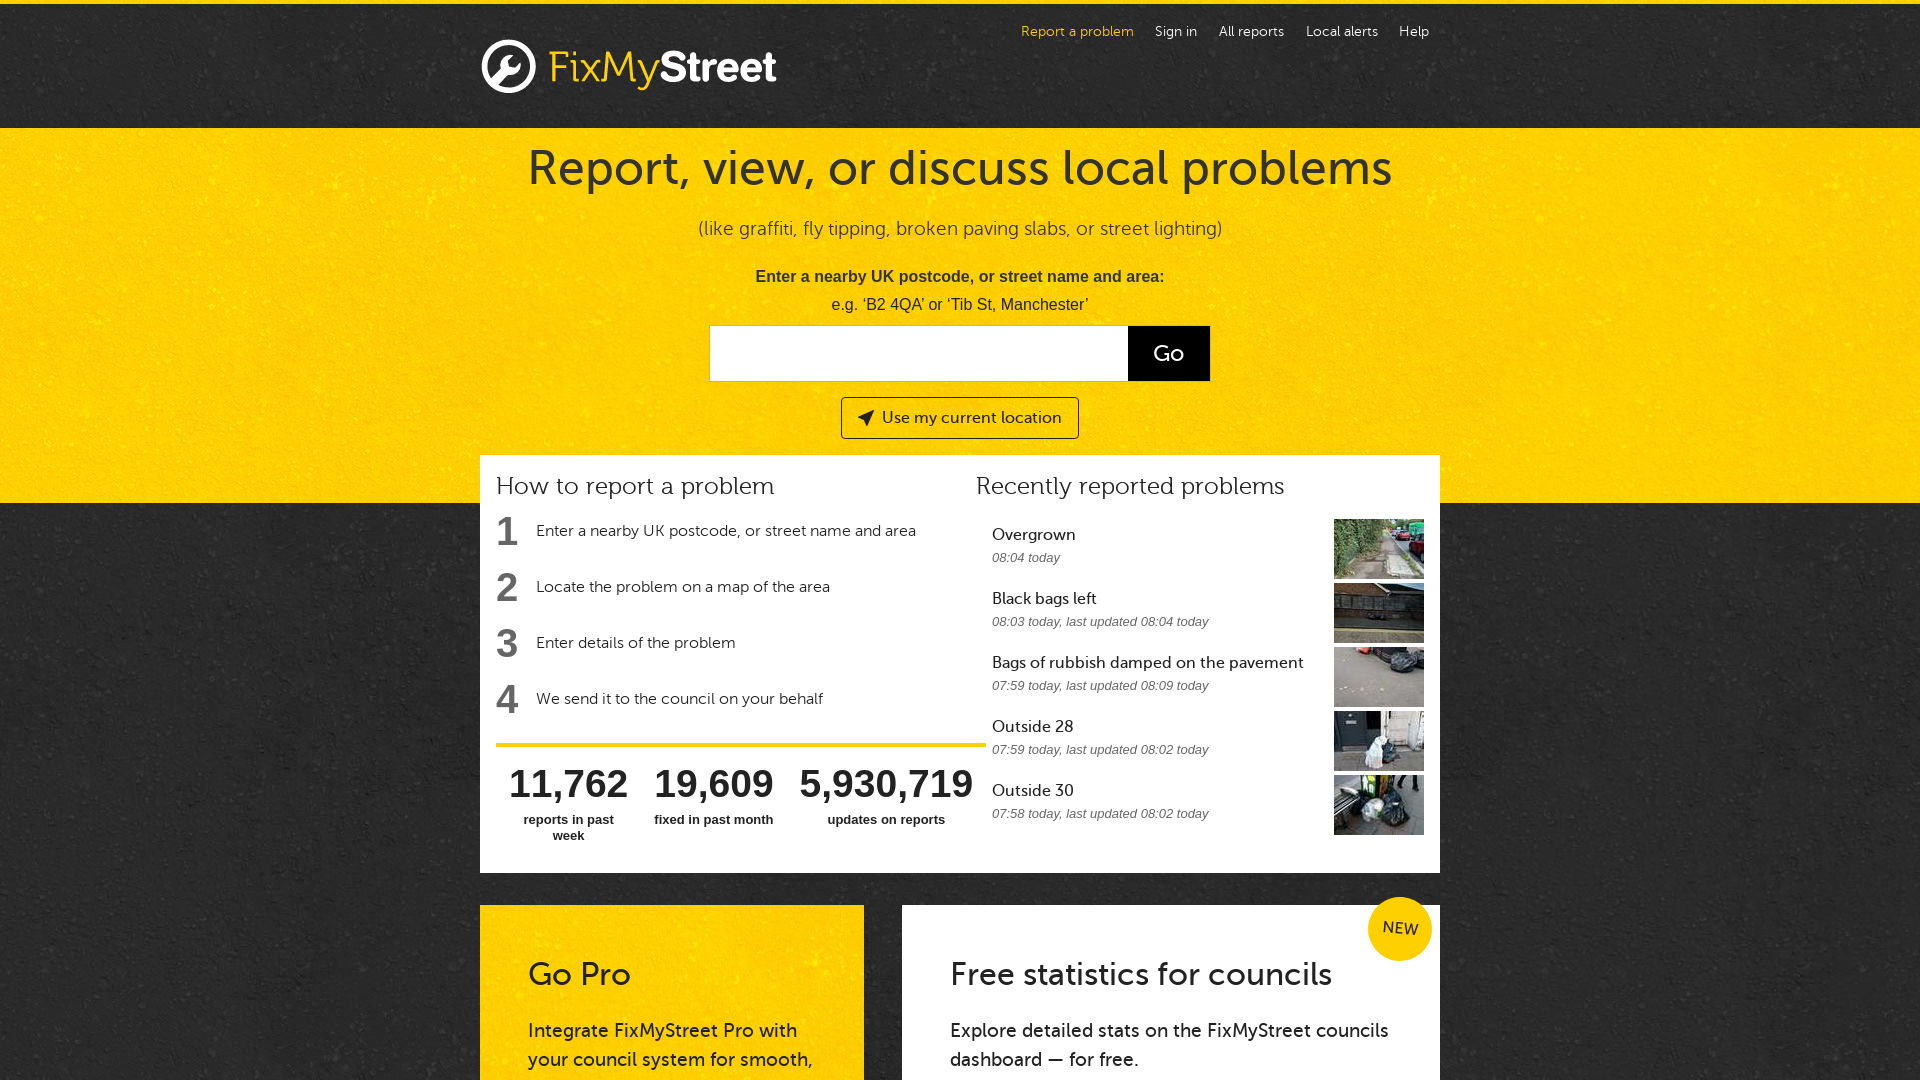 Report a problem
Sign in
All reports
Local alerts
Help
FixMyStreet
Report, view, or discuss local problems
(like graffiti, fly tipping, broken paving slabs, or street lighting)
Enter a nearby UK postcode, or street name and area:
e.g. ‘B2 4QA’ or ‘Tib St, Manchester’
Go
Use my current location
How to report a problem
1 Enter a nearby UK postcode, or street name and area
2 Locate the problem on a map of the area
3 Enter details of the problem
4 We send it to the council on your behalf
11,762
reports in past
week
19,609
fixed in past month
5,930,719
updates on reports
Recently reported problems
Overgrown
08:04 today
Black bags left
08:03 today, last updated 08:04 today
Bags of rubbish damped on the pavement
07:59 today, last updated 08:09 today
Outside 28
07:59 today, last updated 08:02 today
Outside 30
07:58 today, last updated 08:02 today
Go Pro
Integrate FixMyStreet Pro with
your council system for smooth,
NEW
Free statistics for councils
Explore detailed stats on the FixMyStreet councils
dashboard — for free.